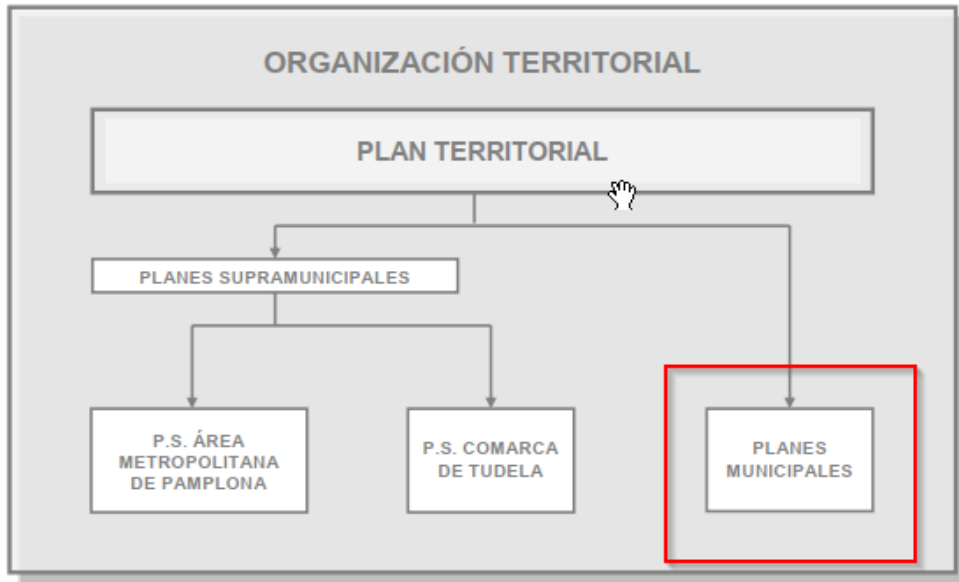 ORGANIZACIÓN TERRITORIAL
PLAN TERRITORIAL
PLANES SUPRAMUNICIPALES
P.S. ÁREA
METROPOLITANA
DE PAMPLONA
P.S. COMARCA
DE TUDELA
PLANES
MUNICIPALES